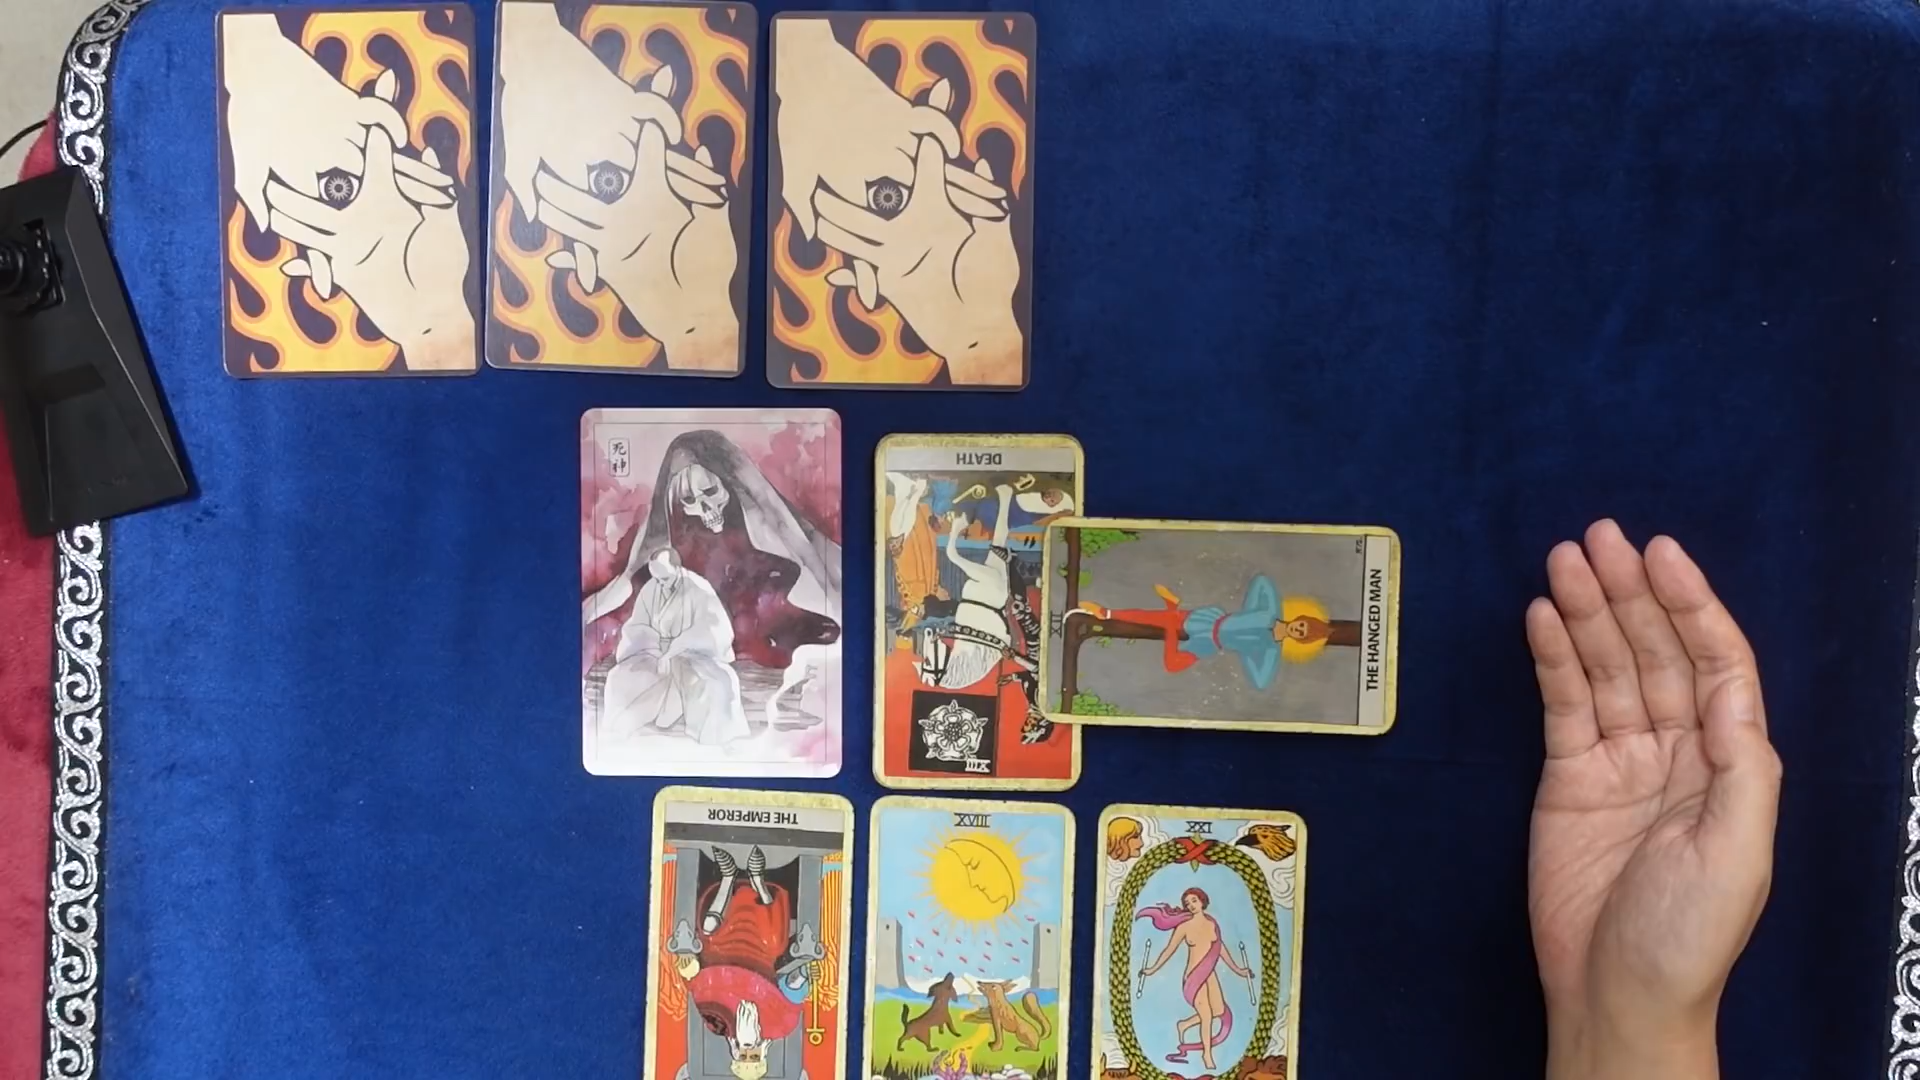 死
神
DEATH
XIII
XII
THE HANGED MAN
THE EMPEROR
XVIII
XXI